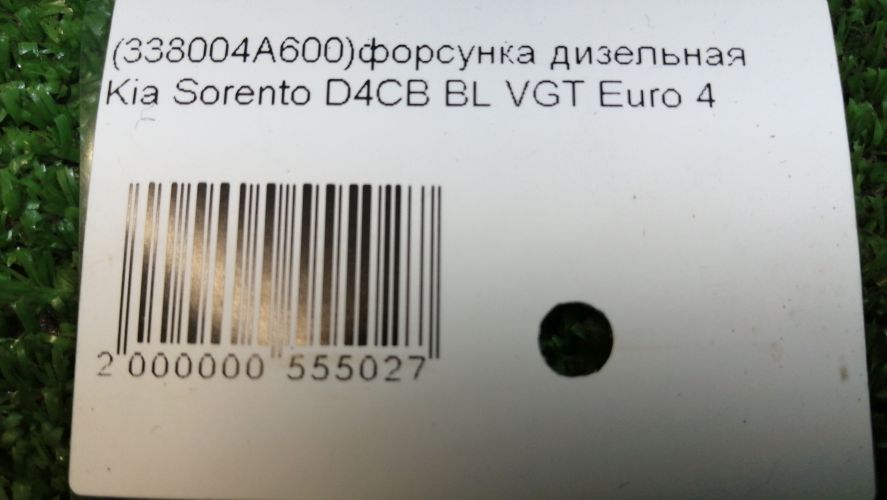 (338004A600)форсунка дизельная
Kia Sorento D4CB BL VGT Euro 4
2 000000 555027